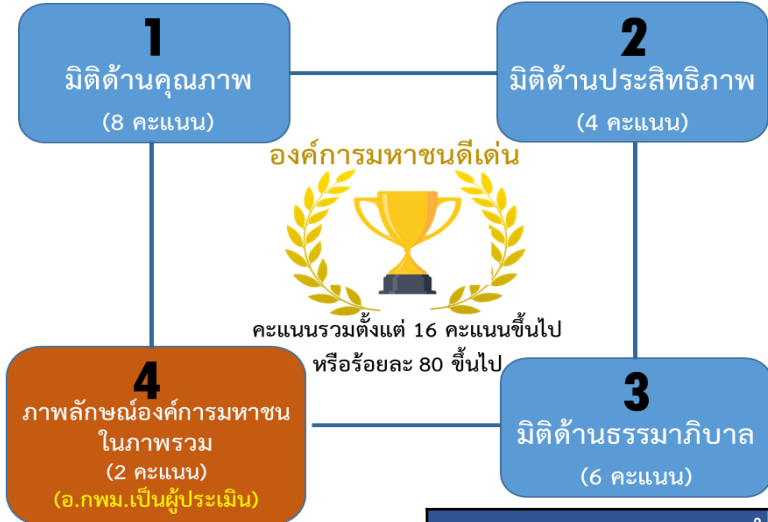 1
มิติด้านคุณภาพ
(8 คะแนน)
2
มิติด้านประสิทธิภาพ
(4 คะแนน)
องค์การมหาชนดีเด่น
คะแนนรวมตั้งแต่ 16 คะแนนขึ้นไป
หรือร้อยละ 80 ขึ้นไป
4
ภาพลักษณ์องค์การมหาชน
ในภาพรวม
(2 คะแนน)
(อ.กพม.เป็นผู้ประเมิน)
3
มิติด้านธรรมาภิบาล
(6 คะแนน)